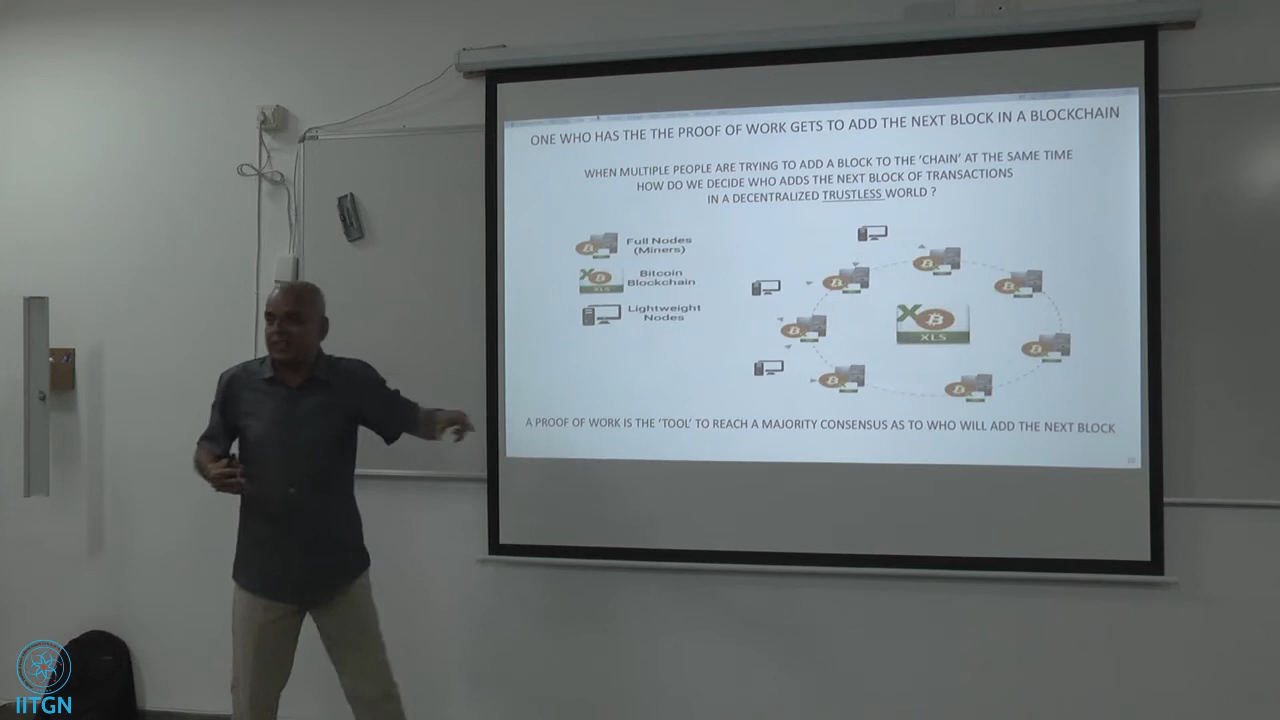 ONE WHO HAS THE THE PROOF OF WORK GETS TO ADD THE NEXT BLOCK IN A BLOCKCHAIN
WHEN MULTIPLE PEOPLE ARE TRYING TO ADD A BLOCK TO THE 'CHAIN' AT THE SAME TIME
HOW DO WE DECIDE WHO ADDS THE NEXT BLOCK OF TRANSACTIONS
IN A DECENTRALIZED TRUSTLESS WORLD ?
Full Nodes
(Miners)
Bitcoin
Blockchain
Lightweight
Nodes
X
XLS
X
XLS
A PROOF OF WORK IS THE 'TOOL' TO REACH A MAJORITY CONSENSUS AS TO WHO WILL ADD THE NEXT BLOCK
IITGN